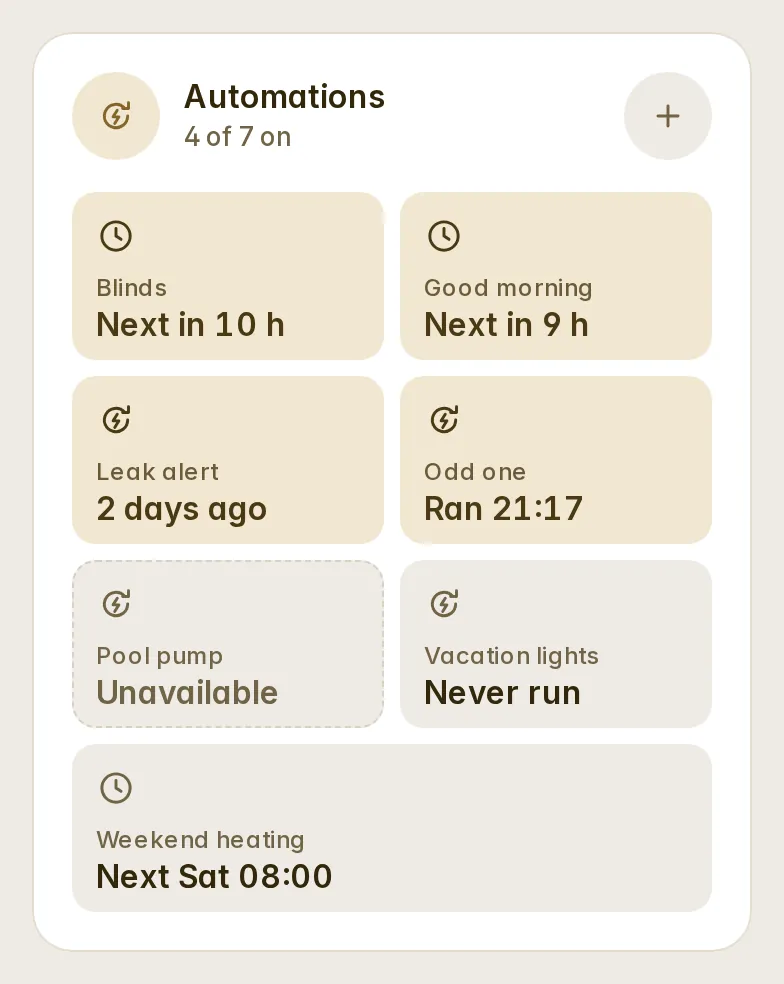 Automations
4 of 7 on
Blinds
Next in 10 h
Good morning
Next in 9 h
Leak alert
2 days ago
Odd one
Ran 21:17
Pool pump
Unavailable
Vacation lights
Never run
Weekend heating
Next Sat 08:00